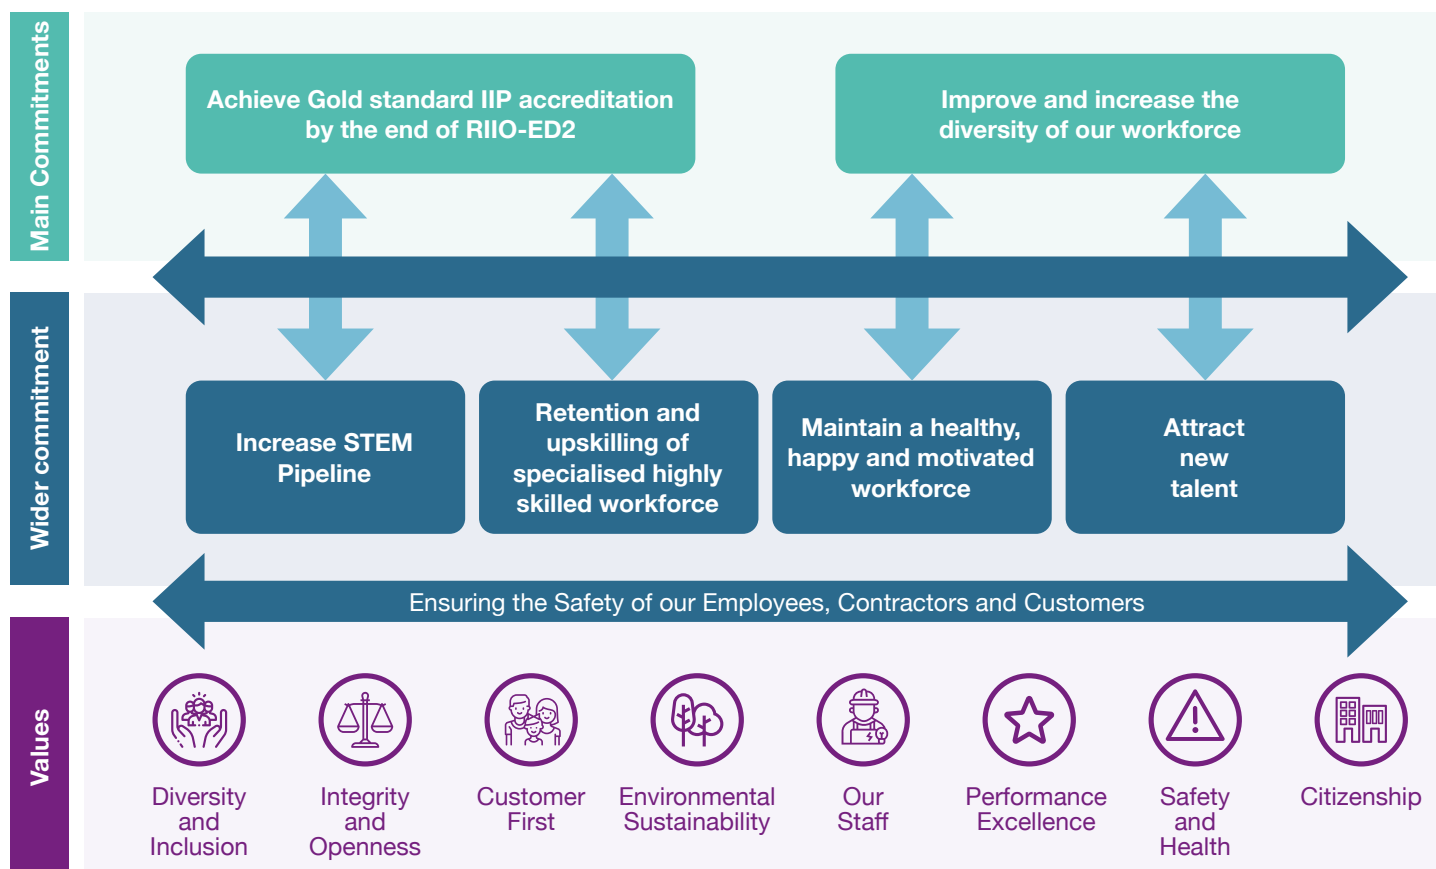 Main Commitments
Achieve Gold standard IIP accreditation
by the end of RIIO-ED2
Improve and increase the
diversity of our workforce
Wider commitment
Increase STEM
Pipeline
Retention and
upskilling of
specialised highly
skilled workforce
Maintain a healthy,
happy and motivated
workforce
Attract
new
talent
Ensuring the Safety of our Employees, Contractors and Customers
Values
Diversity
and
Inclusion
Integrity
and
Openness
Customer
First
Environmental
Sustainability
Our
Staff
Performance
Excellence
Safety
and
Health
Citizenship